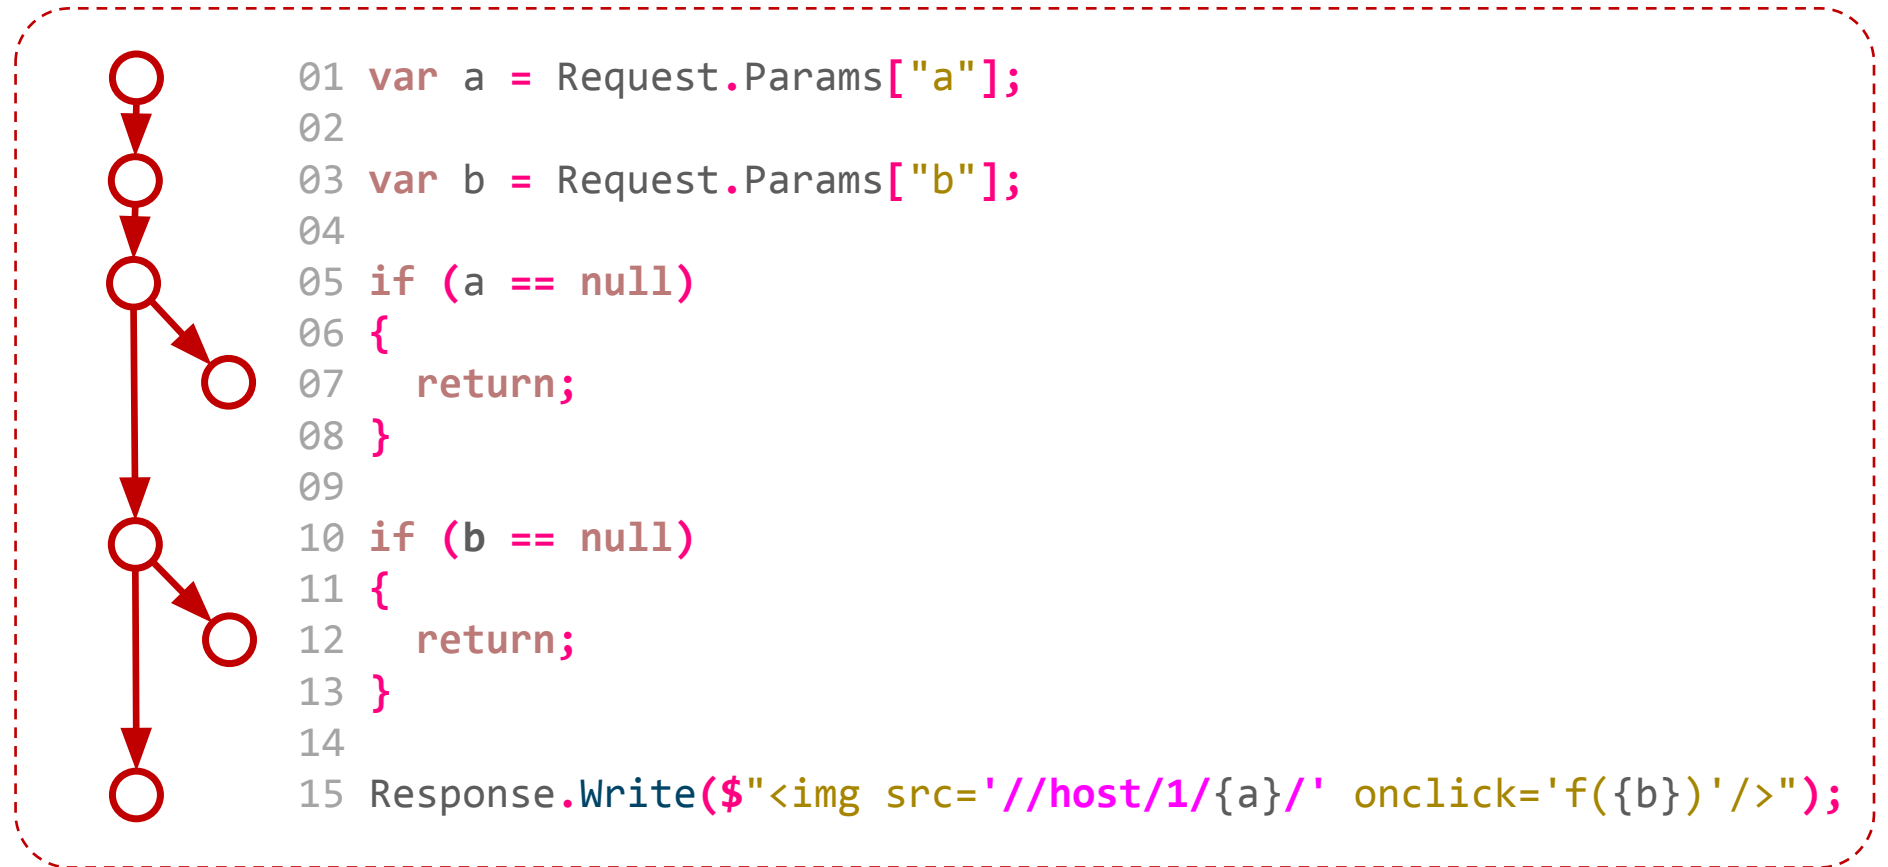 01 var a = Request.Params["a"];
02
03 var b = Request.Params["b"];
04
05 if (a == null)
06 {
07   return;
08 }
09
10 if (b == null)
11 {
12   return;
13 }
14
15 Response.Write($"<img src='//host/1/{a}/' onclick='f({b})'/>");